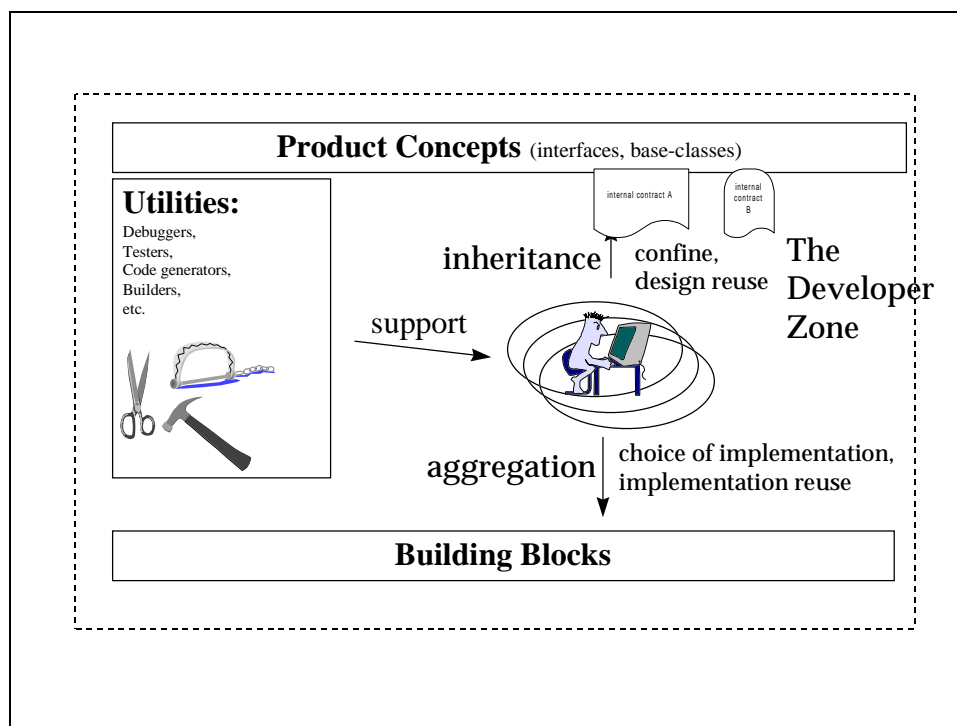 Product Concepts (interfaces, base-classes)
Utilities:
Debuggers,
Testers,
Code generators,
Builders,
etc.
internal contract A
internal
contract
B
inheritance
confine,
design reuse
The
Developer
Zone
support
aggregation
choice of implementation,
implementation reuse
Building Blocks